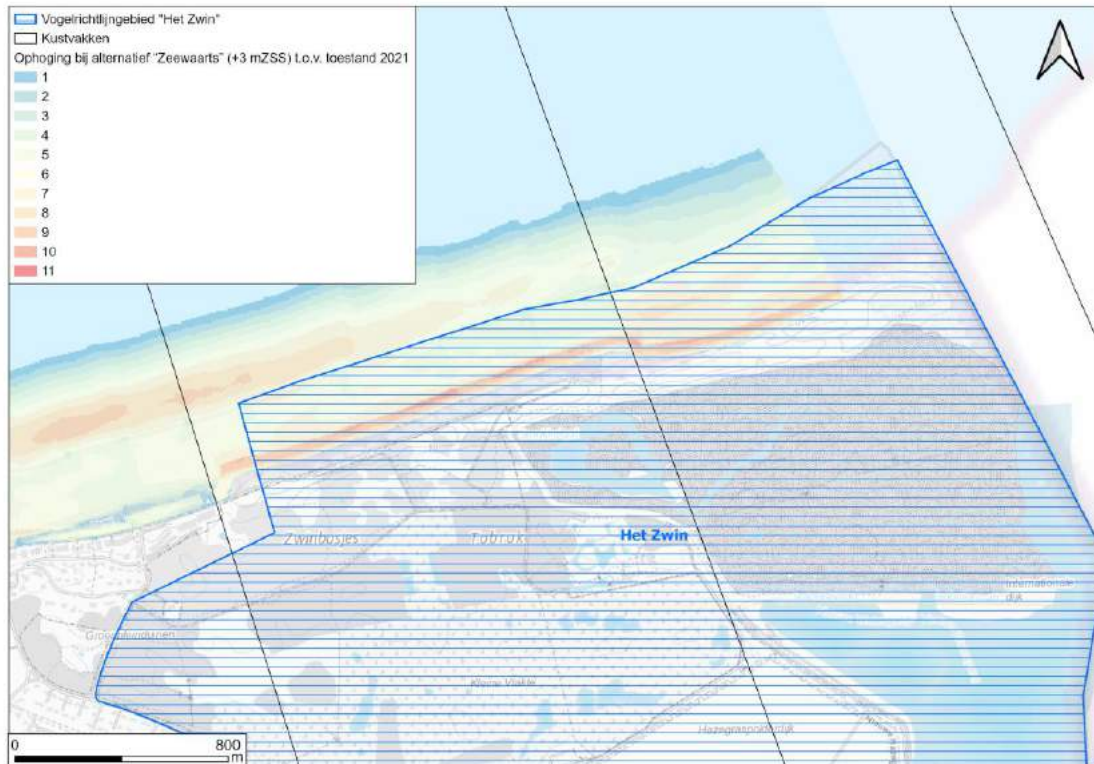 Vogelrichtlijngebied "Het Zwin"
Kustvakken
Ophoging bij alternatief "Zeewaarts" (+3 mZSS) t.o.v. toestand 2021
1
2
3
4
5
6
7
8
9
10
11
Zwinbosjes
Tobruk
Het Zwin
Internationale
dijk
Groenpleinduinen
Kleine Vlakte
Hazegraspolderdijk
0
800
m